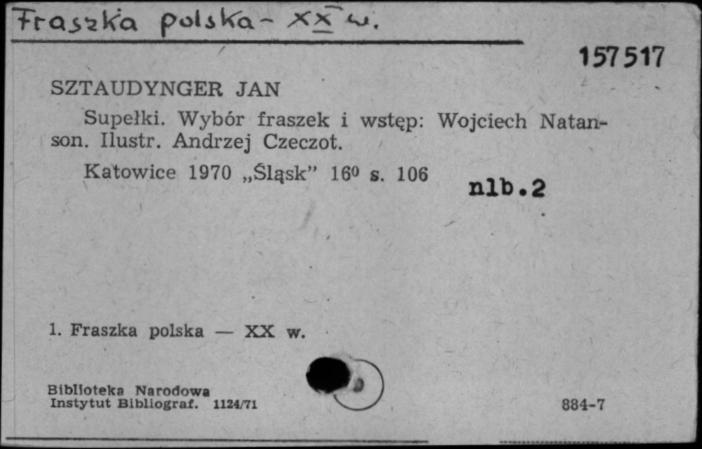 Fraszka polska - XX w.
157517
SZTAUDYNGER JAN
Supełki. Wybór fraszek i wstęp: Wojciech Natan-
son. Ilustr. Andrzej Czeczot.
Katowice 1970 „Śląsk” 16⁰ s. 106
nlb.2
1. Fraszka polska — XX w.
Biblioteka Narodowa
Instytut Bibliograf. 1124/71
884-7